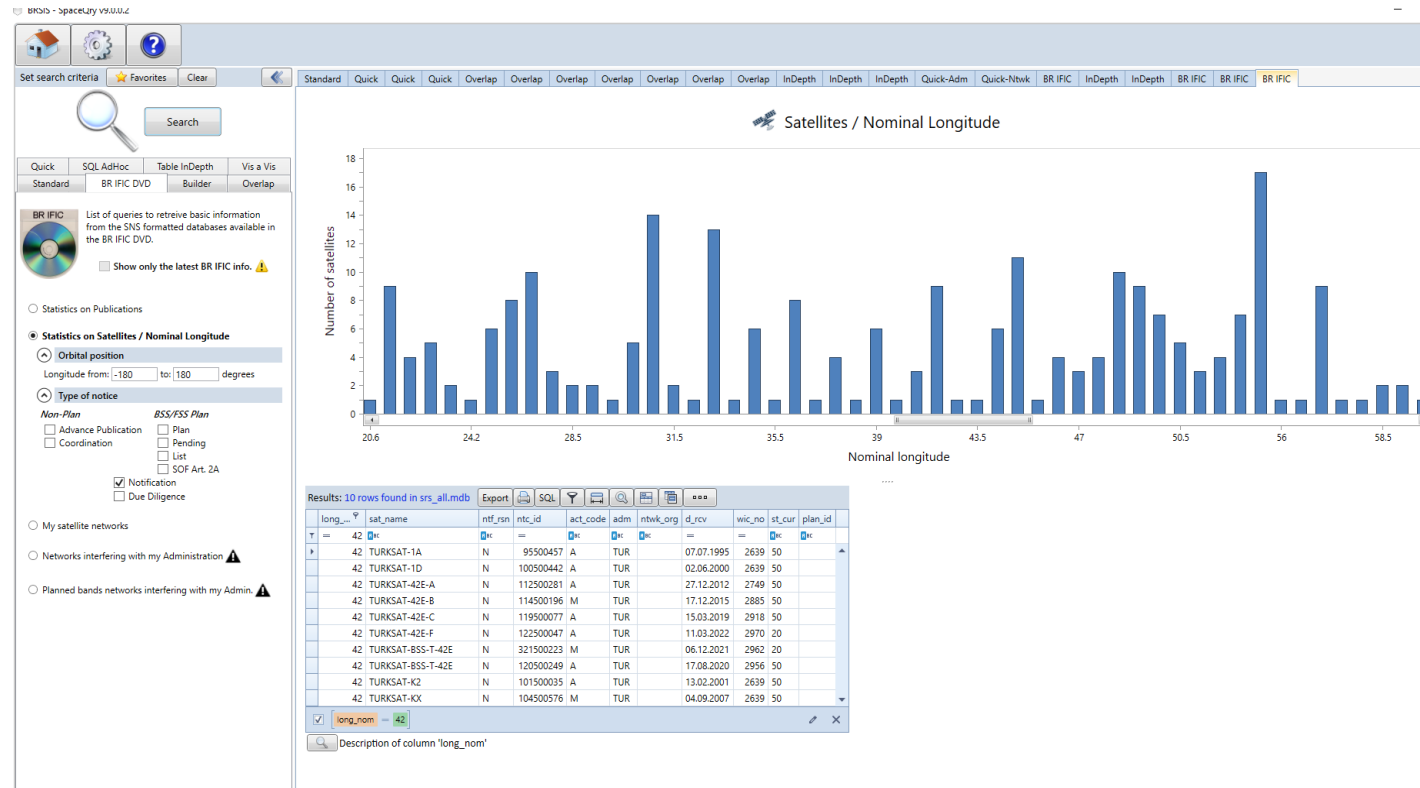 BRSIS - SpaceQry v9.0.0.2
Set search criteria Favorites Clear
Standard Quick Quick Quick Overlap Overlap Overlap Overlap Overlap Overlap Overlap InDepth InDepth InDepth Quick-Adm Quick-Ntwk BR IFIC InDepth InDepth BR IFIC BR IFIC BR IFIC
Search
Quick SQL AdHoc Table InDepth Vis a Vis
Standard BR IFIC DVD Builder Overlap
BR IFIC
List of queries to retreive basic information
from the SNS formatted databases available in
the BR IFIC DVD.
Show only the latest BR IFIC info.
Statistics on Publications
Statistics on Satellites / Nominal Longitude
Orbital position
Longitude from: -180 to: 180 degrees
Type of notice
Non-Plan BSS/FSS Plan
Advance Publication Plan
Coordination Pending
List
SOF Art. 2A
Notification
Due Diligence
My satellite networks
Networks interfering with my Administration
Planned bands networks interfering with my Admin.
Satellites / Nominal Longitude
Number of satellites
18
16
14
12
10
8
6
4
2
0
20.6 24.2 28.5 31.5 35.5 39 43.5 47 50.5 56 58.5
Nominal longitude
....
Results: 10 rows found in srs_all.mdb Export SQL
long_... sat_name ntf_rsn ntc_id act_code adm ntwk_org d_rcv wic_no st_cur plan_id
= 42 = = =
42 TURKSAT-1A N 95500457 A TUR 07.07.1995 2639 50
42 TURKSAT-1D N 100500442 A TUR 02.06.2000 2639 50
42 TURKSAT-42E-A N 112500281 A TUR 27.12.2012 2749 50
42 TURKSAT-42E-B N 114500196 M TUR 17.12.2015 2885 50
42 TURKSAT-42E-C N 119500077 A TUR 15.03.2019 2918 50
42 TURKSAT-42E-F N 122500047 A TUR 11.03.2022 2970 20
42 TURKSAT-BSS-T-42E N 321500223 M TUR 06.12.2021 2962 20
42 TURKSAT-BSS-T-42E N 120500249 A TUR 17.08.2020 2956 50
42 TURKSAT-K2 N 101500035 A TUR 13.02.2001 2639 50
42 TURKSAT-KX N 104500576 M TUR 04.09.2007 2639 50
long_nom = 42
Description of column 'long_nom'